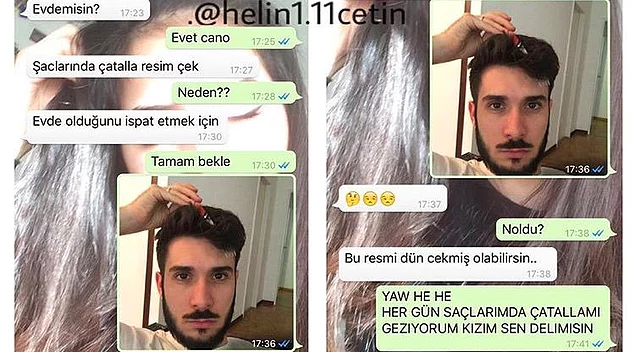 .@helin1.11cetin
Evdemisin? 17:23
Evet cano 17:25
Şaclarında çatalla resim çek 17:27
Neden?? 17:28
Evde olduğunu ispat etmek için
17:30
Tamam bekle 17:30
17:36
17:36
🤔😒😒 17:37
Noldu? 17:38
Bu resmi dün cekmiş olabilirsin..
17:38
YAW HE HE
HER GÜN SAÇLARIMDA ÇATALLAMI
GEZIYORUM KIZIM SEN DELIMISIN
17:41